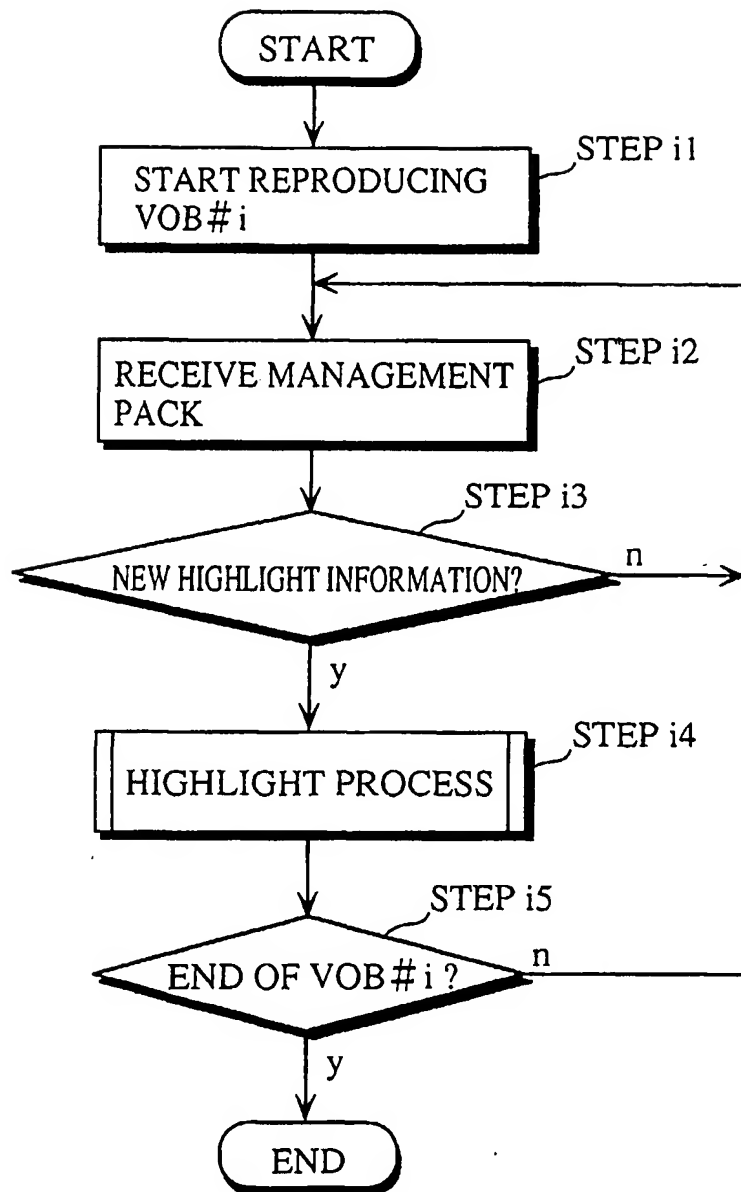 START
STEP i1
START REPRODUCING
VOB# i
STEP i2
RECEIVE MANAGEMENT
PACK
STEP i3
NEW HIGHLIGHT INFORMATION?
n
y
STEP i4
HIGHLIGHT PROCESS
STEP i5
END OF VOB# i ?
n
y
END